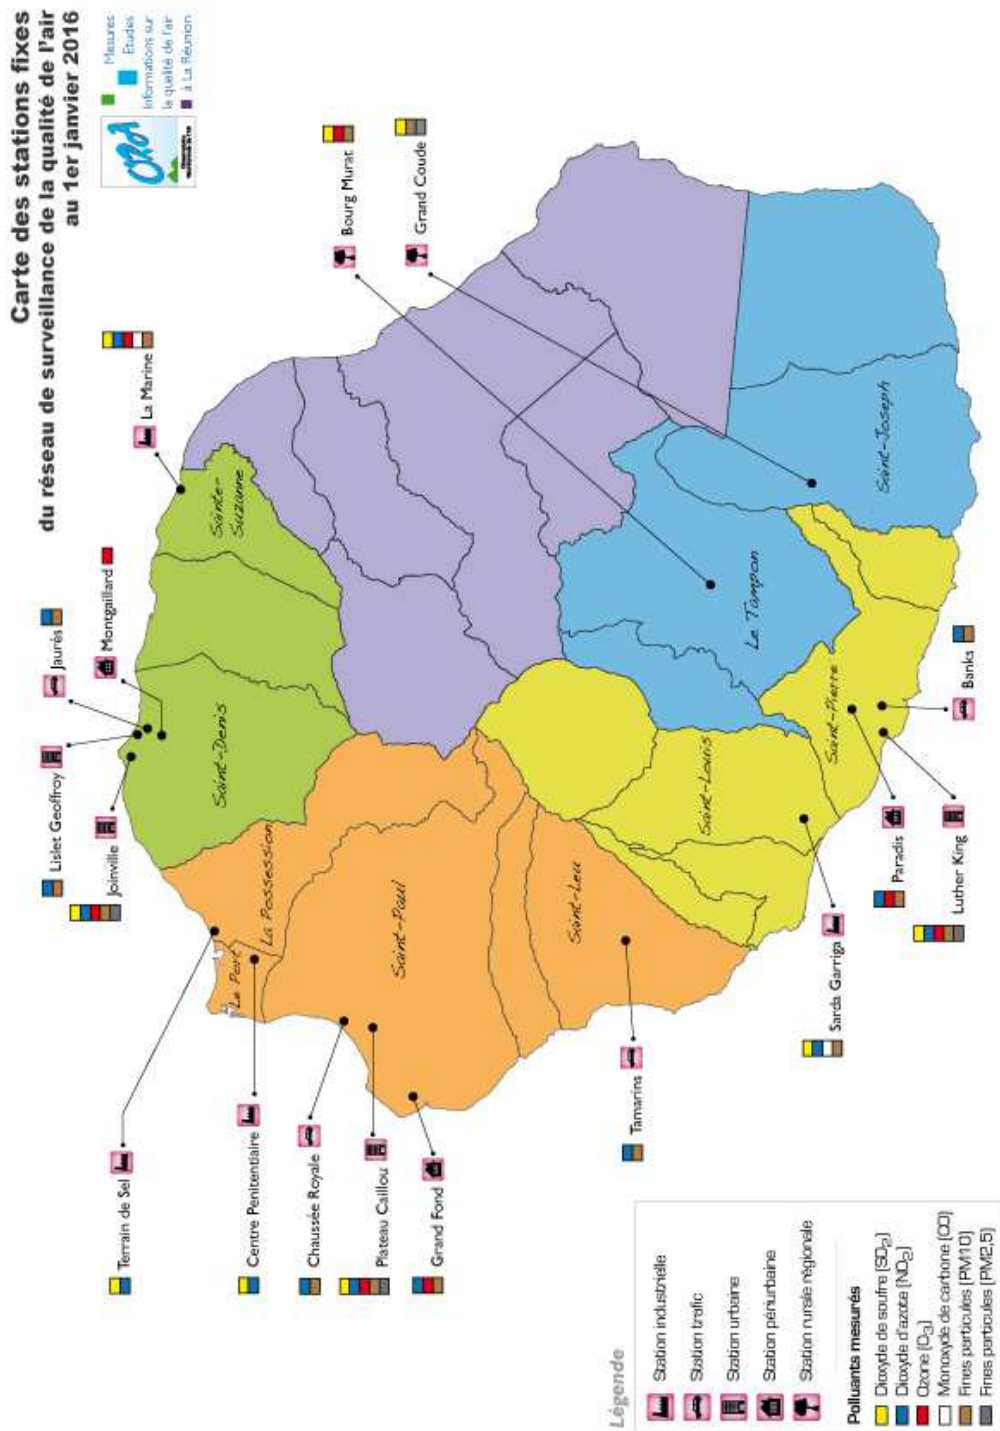 Carte des stations fixes
du réseau de surveillance de la qualité de l'air
au 1er janvier 2016
Mesures
Etudes
Informations sur
la qualité de l'air
à La Réunion
ORA
Terrain de Sel
Centre Penitentiaire
Chaussée Royale
Plateau Caillou
Grand Fond
Tamarins
Lislet Geoffroy
Joinville
Jaurès
Montgaillard
La Marine
Bourg Murat
Grand Coude
Sarda Garriga
Paradis
Luther King
Banks
Le Port
La Possession
Saint-Denis
Sainte-
Suzanne
Saint-Paul
Saint-Leu
Saint-Louis
Saint-Pierre
Le Tampon
Saint-Joseph
Légende
Station industrielle
Station trafic
Station urbaine
Station périurbaine
Station rurale régionale
Polluants mesurés
Dioxyde de soufre [SO2]
Dioxyde d'azote [NO2]
Ozone [O3]
Monoxyde de carbone [CO]
Fines particules [PM10]
Fines particules [PM2,5]